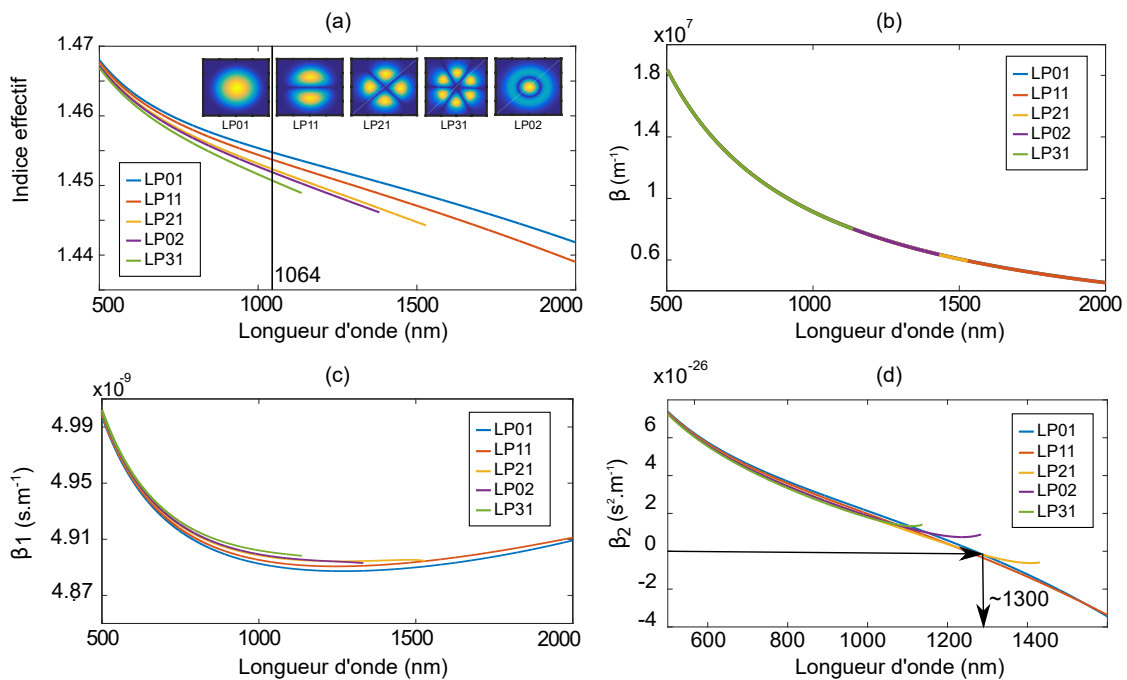 (a)
1.47
1.46
1.45
1.44
Indice effectif
LP01
LP11
LP21
LP31
LP02
LP01
LP11
LP21
LP02
LP31
1064
500
1000
1500
2000
Longueur d'onde (nm)
(b)
x10⁷
1.8
1.4
1
0.6
β (m⁻¹)
LP01
LP11
LP21
LP02
LP31
500
1000
1500
2000
Longueur d'onde (nm)
(c)
x10⁻⁹
4.99
4.95
4.91
4.87
β1 (s.m⁻¹)
LP01
LP11
LP21
LP02
LP31
500
1000
1500
2000
Longueur d'onde (nm)
(d)
x10⁻²⁶
6
4
2
0
-2
-4
β2 (s².m⁻¹)
LP01
LP11
LP21
LP02
LP31
~1300
600
800
1000
1200
1400
Longueur d'onde (nm)